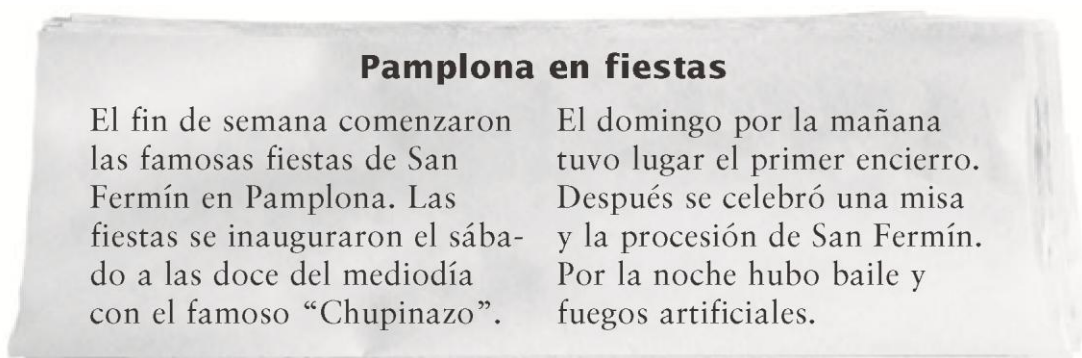 Pamplona en fiestas
El fin de semana comenzaron
las famosas fiestas de San
Fermín en Pamplona. Las
fiestas se inauguraron el sába-
do a las doce del mediodía
con el famoso “Chupinazo”.
El domingo por la mañana
tuvo lugar el primer encierro.
Después se celebró una misa
y la procesión de San Fermín.
Por la noche hubo baile y
fuegos artificiales.